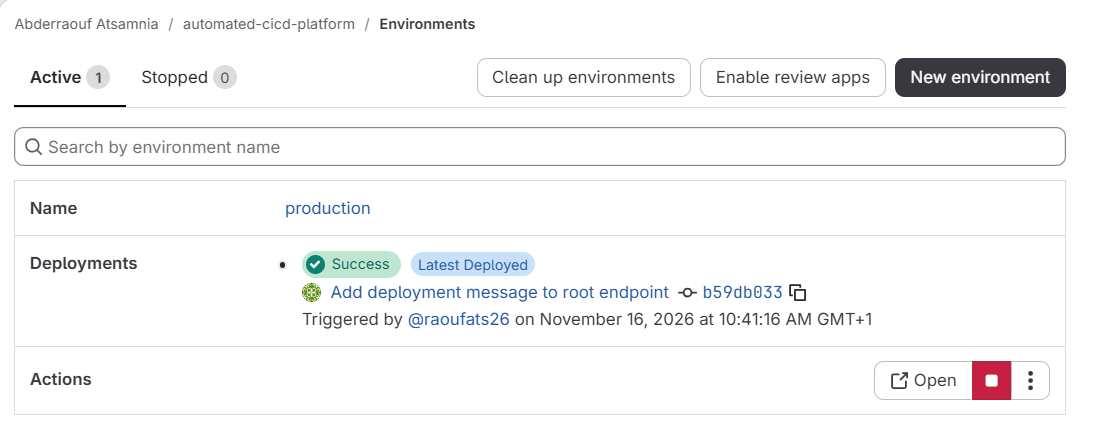 Abderraouf Atsamnia / automated-cicd-platform / Environments
Active 1 Stopped 0 Clean up environments Enable review apps New environment
Search by environment name
Name production
Deployments Success Latest Deployed
Add deployment message to root endpoint b59db033
Triggered by @raoufats26 on November 16, 2026 at 10:41:16 AM GMT+1
Actions Open